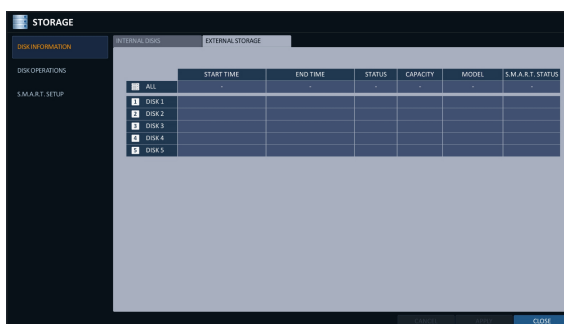 STORAGE
INTERNAL DISKS EXTERNAL STORAGE
DISK INFORMATION
DISK OPERATIONS
S.M.A.R.T. SETUP
START TIME END TIME STATUS CAPACITY MODEL S.M.A.R.T. STATUS
ALL - - - - - -
1 DISK 1
2 DISK 2
3 DISK 3
4 DISK 4
5 DISK 5
CANCEL APPLY CLOSE